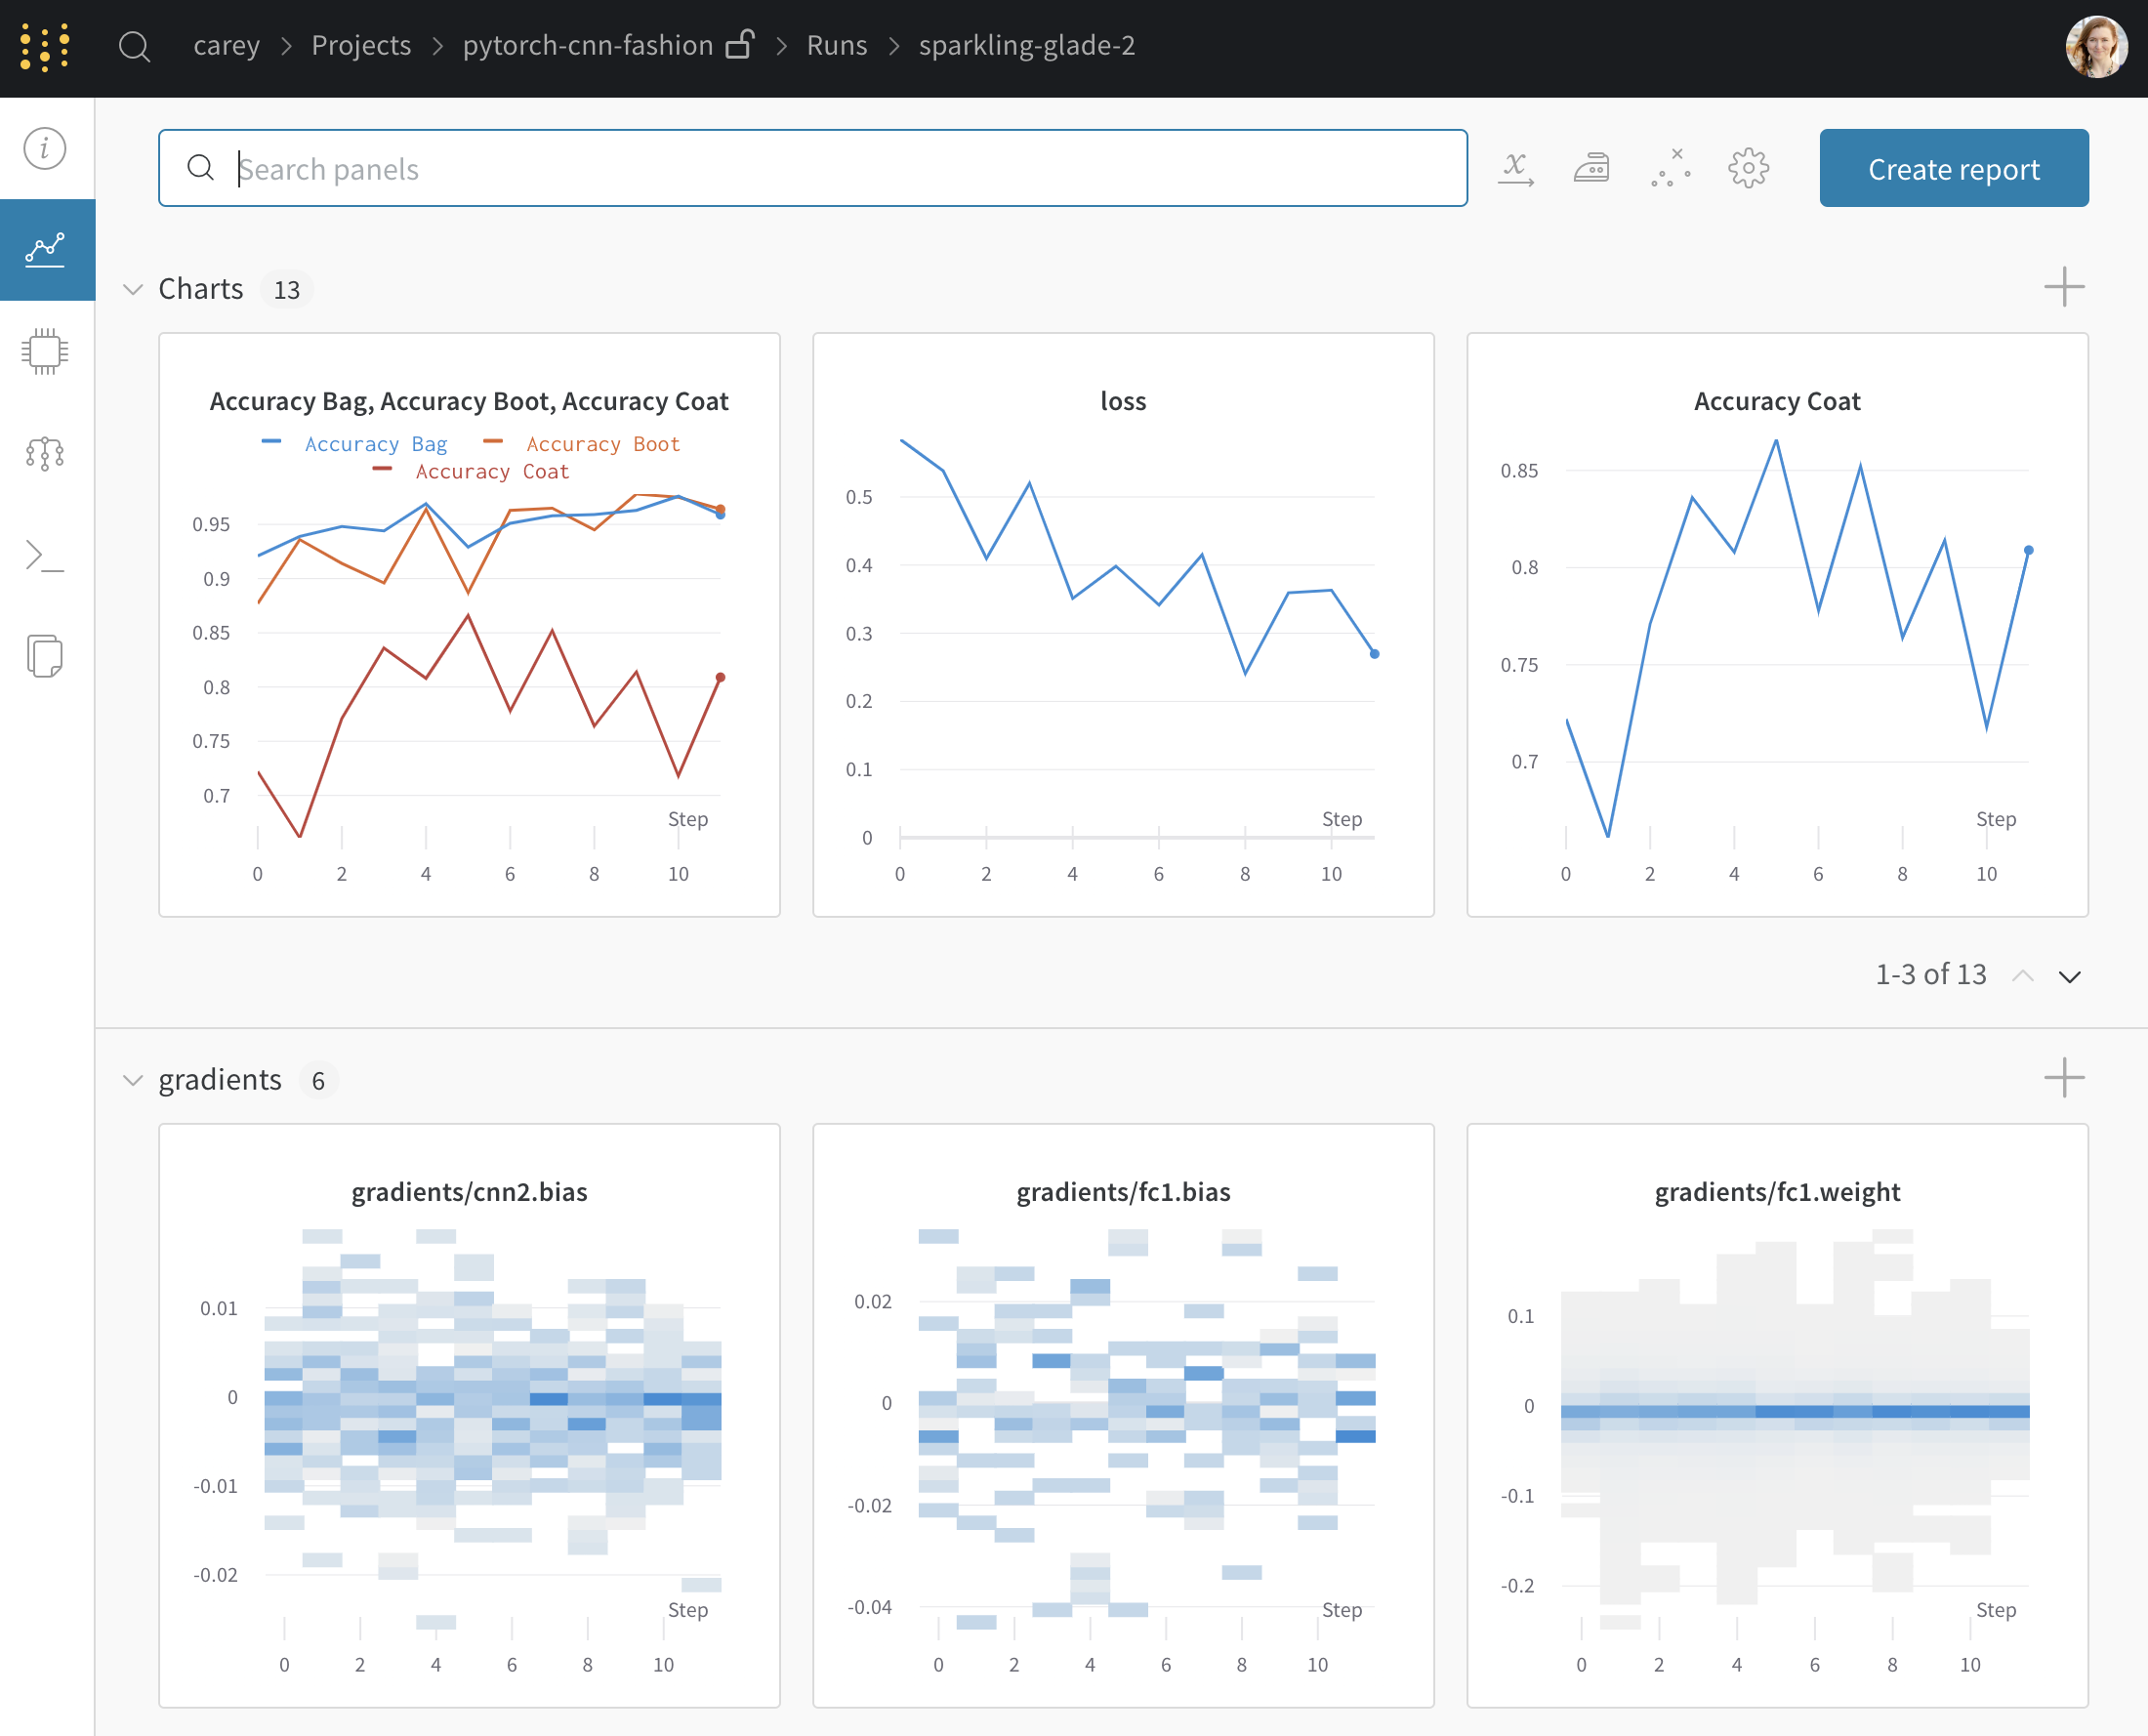 carey > Projects > pytorch-cnn-fashion > Runs > sparkling-glade-2
Search panels
Create report
Charts 13
Accuracy Bag, Accuracy Boot, Accuracy Coat
Accuracy Bag Accuracy Boot
Accuracy Coat
0.95
0.9
0.85
0.8
0.75
0.7
Step
0 2 4 6 8 10
loss
0.5
0.4
0.3
0.2
0.1
0
Step
0 2 4 6 8 10
Accuracy Coat
0.85
0.8
0.75
0.7
Step
0 2 4 6 8 10
1-3 of 13
gradients 6
gradients/cnn2.bias
0.01
0
-0.01
-0.02
Step
0 2 4 6 8 10
gradients/fc1.bias
0.02
0
-0.02
-0.04
Step
0 2 4 6 8 10
gradients/fc1.weight
0.1
0
-0.1
-0.2
Step
0 2 4 6 8 10